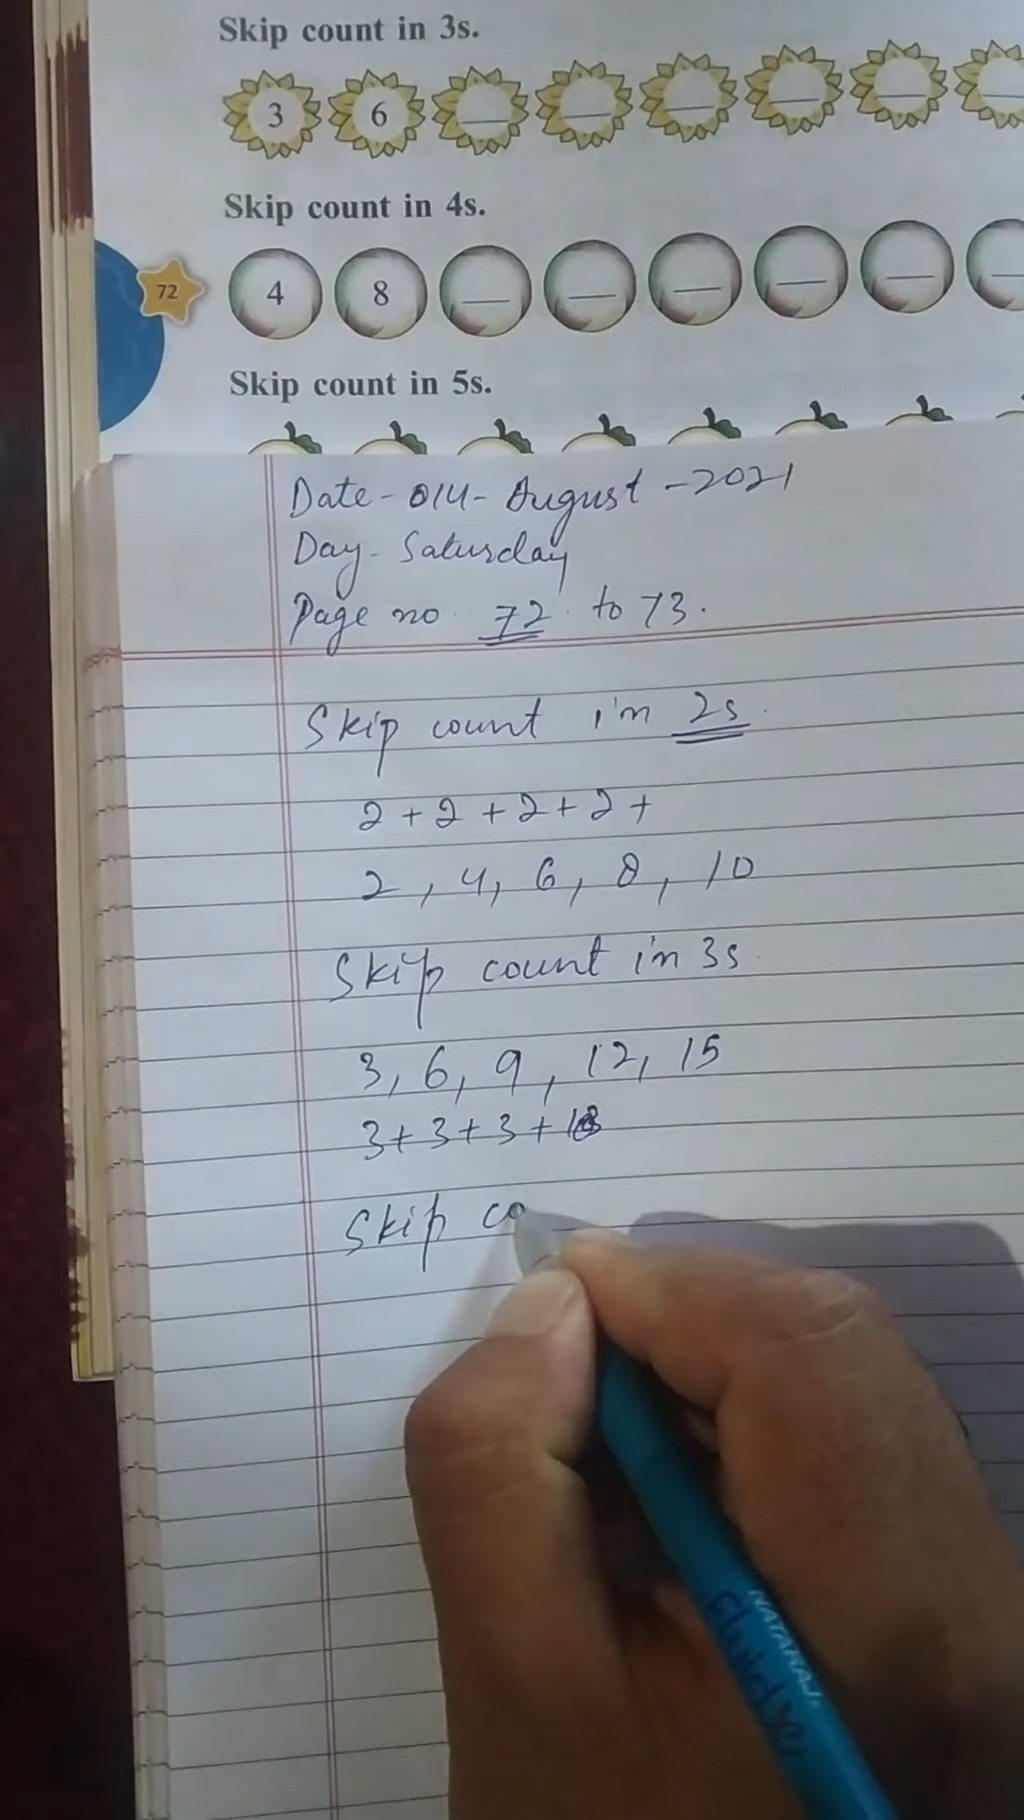 Skip count in 3s.
3 6
Skip count in 4s.
72
4 8
Skip count in 5s.
Date - 014 - August - 2021
Day - Saturday
Page no. 72 to 73.
Skip count in 2s.
2 + 2 + 2 + 2 +
2, 4, 6, 8, 10
Skip count in 3s.
3, 6, 9, 12, 15
3 + 3 + 3 +
Skip co
NATARAJ